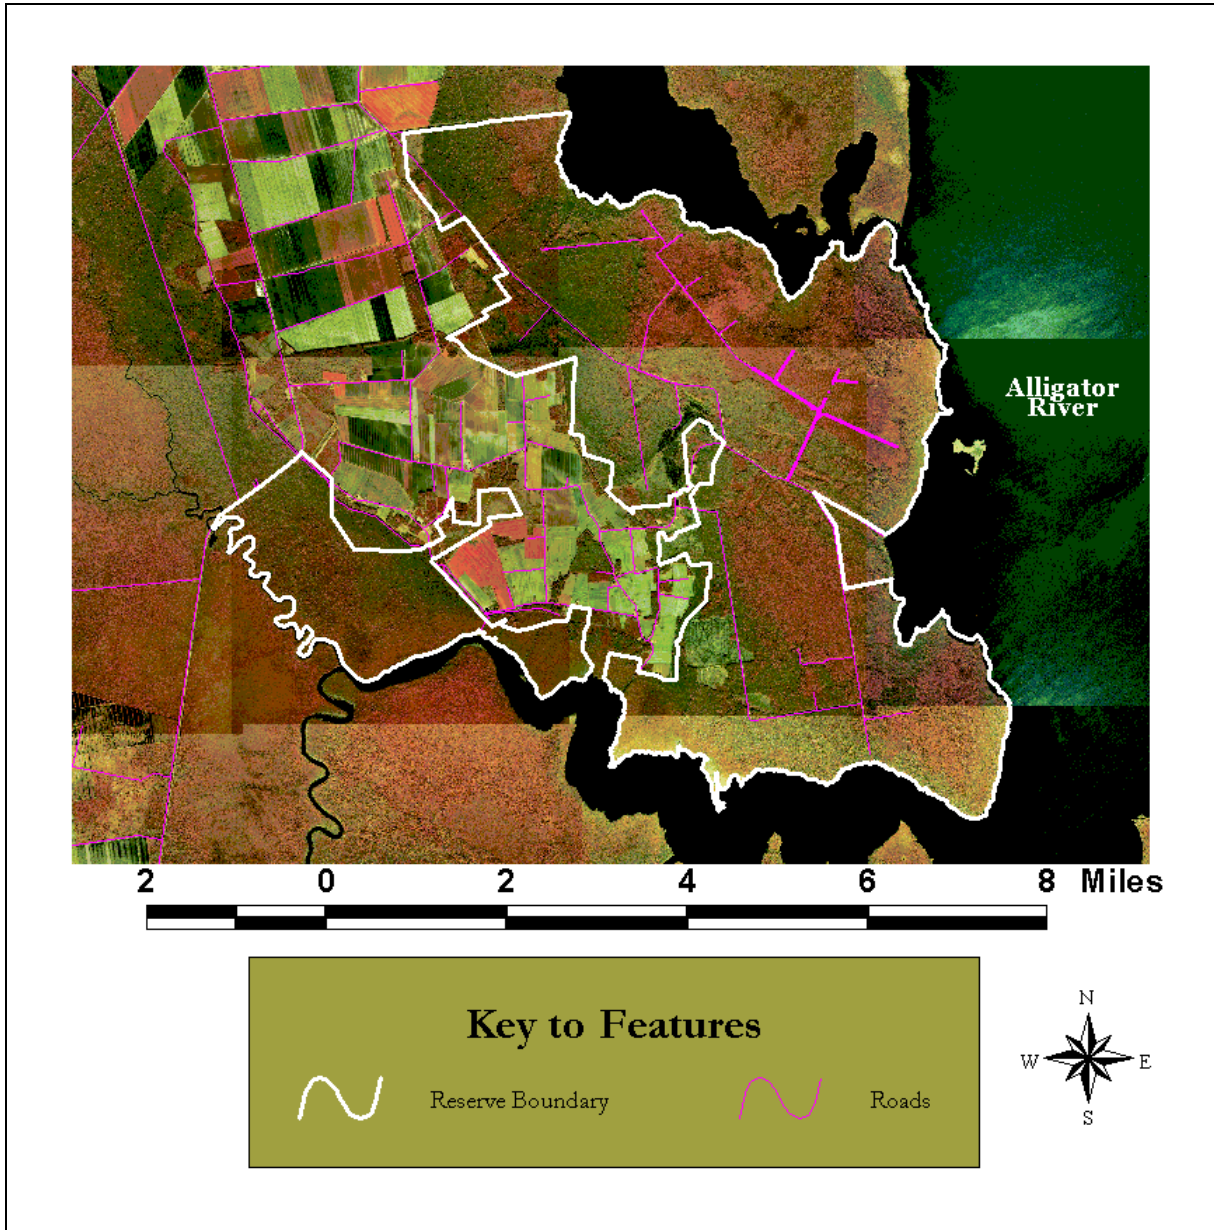 Alligator
River
2 0 2 4 6 8 Miles
Key to Features
Reserve Boundary
Roads
N
W E
S